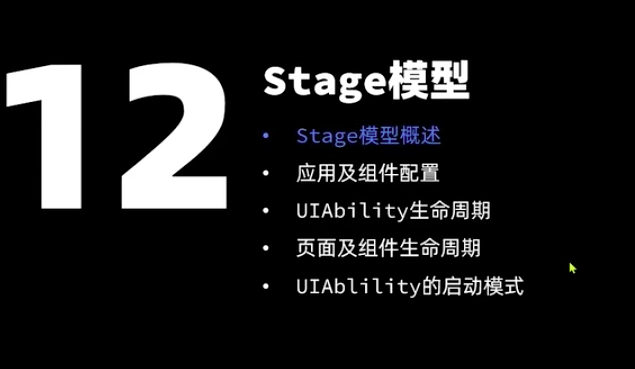 12
Stage模型
• Stage模型概述
• 应用及组件配置
• UIAbility生命周期
• 页面及组件生命周期
• UIAblility的启动模式